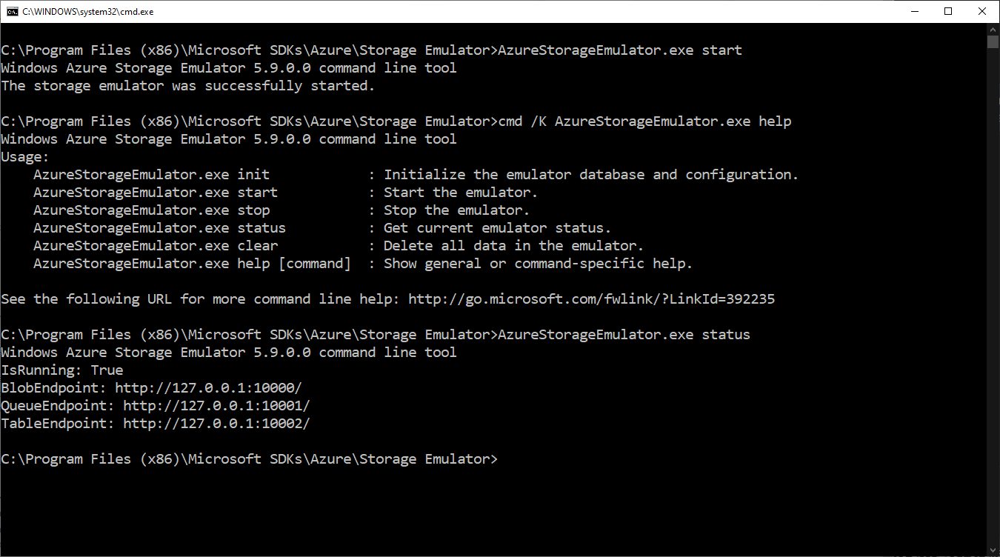 C:\WINDOWS\system32\cmd.exe
C:\Program Files (x86)\Microsoft SDKs\Azure\Storage Emulator>AzureStorageEmulator.exe start
Windows Azure Storage Emulator 5.9.0.0 command line tool
The storage emulator was successfully started.
C:\Program Files (x86)\Microsoft SDKs\Azure\Storage Emulator>cmd /K AzureStorageEmulator.exe help
Windows Azure Storage Emulator 5.9.0.0 command line tool
Usage:
    AzureStorageEmulator.exe init            : Initialize the emulator database and configuration.
    AzureStorageEmulator.exe start           : Start the emulator.
    AzureStorageEmulator.exe stop            : Stop the emulator.
    AzureStorageEmulator.exe status          : Get current emulator status.
    AzureStorageEmulator.exe clear           : Delete all data in the emulator.
    AzureStorageEmulator.exe help [command]  : Show general or command-specific help.
See the following URL for more command line help: http://go.microsoft.com/fwlink/?LinkId=392235
C:\Program Files (x86)\Microsoft SDKs\Azure\Storage Emulator>AzureStorageEmulator.exe status
Windows Azure Storage Emulator 5.9.0.0 command line tool
IsRunning: True
BlobEndpoint: http://127.0.0.1:10000/
QueueEndpoint: http://127.0.0.1:10001/
TableEndpoint: http://127.0.0.1:10002/
C:\Program Files (x86)\Microsoft SDKs\Azure\Storage Emulator>